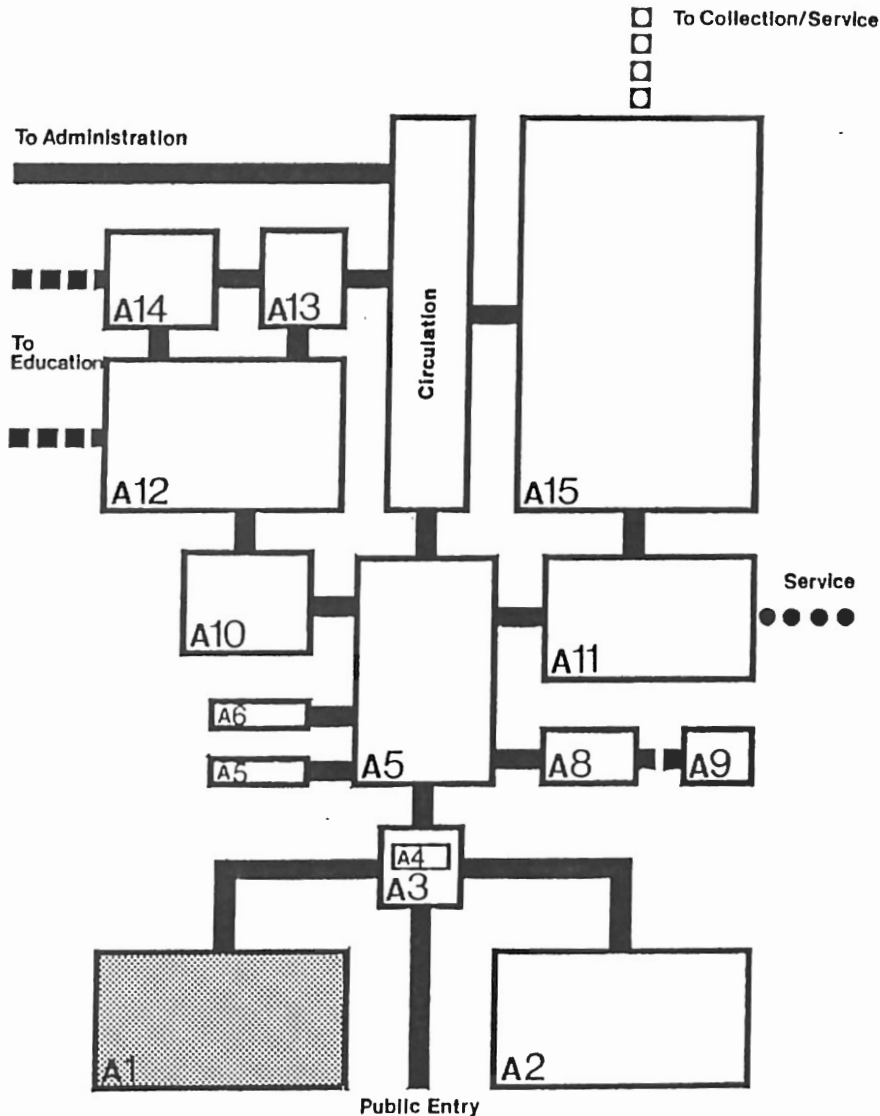 To Collection/Service
To Administration
A14
A13
Circulation
To
Education
A12
A15
A10
Service
A11
A6
A5
A5
A8
A9
A4
A3
A1
A2
Public Entry